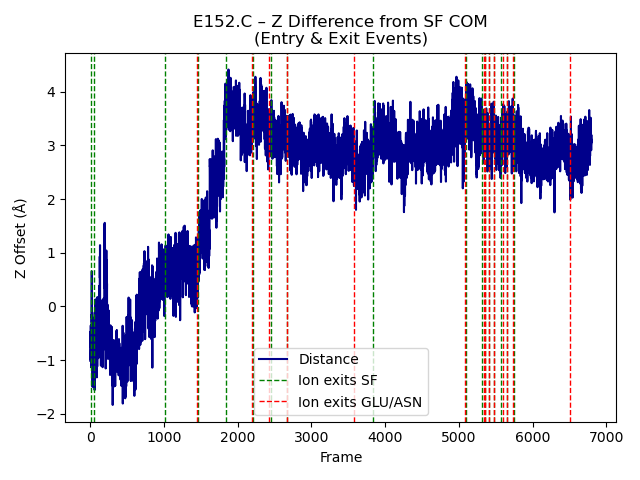 E152.C – Z Difference from SF COM
(Entry & Exit Events)
Z Offset (Å)
4
3
2
1
0
−1
−2
Distance
Ion exits SF
Ion exits GLU/ASN
0
1000
2000
3000
4000
5000
6000
7000
Frame